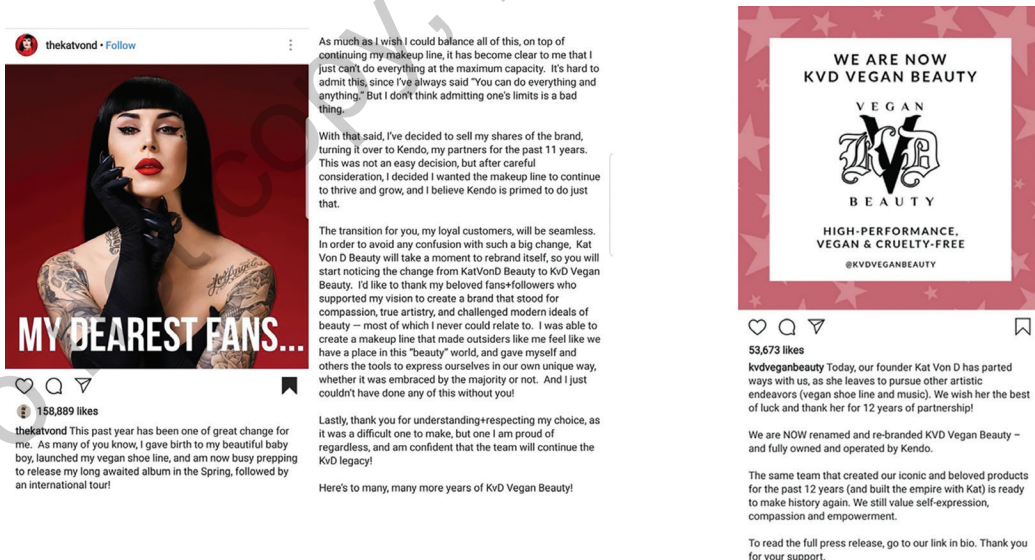 thekatvond • Follow
MY DEAREST FANS...
158,889 likes
thekatvond This past year has been one of great change for
me. As many of you know, I gave birth to my beautiful baby
boy, launched my vegan shoe line, and am now busy prepping
to release my long awaited album in the Spring, followed by
an international tour!
As much as I wish I could balance all of this, on top of
continuing my makeup line, it has become clear to me that I
just can't do everything at the maximum capacity. It's hard to
admit this, since I've always said "You can do everything and
anything." But I don't think admitting one's limits is a bad
thing.
With that said, I've decided to sell my shares of the brand,
turning it over to Kendo, my partners for the past 11 years.
This was not an easy decision, but after careful
consideration, I decided I wanted the makeup line to continue
to thrive and grow, and I believe Kendo is primed to do just
that.
The transition for you, my loyal customers, will be seamless.
In order to avoid any confusion with such a big change, Kat
Von D Beauty will take a moment to rebrand itself, so you will
start noticing the change from KatVonD Beauty to KvD Vegan
Beauty. I'd like to thank my beloved fans+followers who
supported my vision to create a brand that stood for
compassion, true artistry, and challenged modern ideals of
beauty — most of which I never could relate to. I was able to
create a makeup line that made outsiders like me feel like we
have a place in this "beauty" world, and gave myself and
others the tools to express ourselves in our own unique way,
whether it was embraced by the majority or not. And I just
couldn't have done any of this without you!
Lastly, thank you for understanding+respecting my choice, as
it was a difficult one to make, but one I am proud of
regardless, and am confident that the team will continue the
KvD legacy!
Here's to many, many more years of KvD Vegan Beauty!
WE ARE NOW
KVD VEGAN BEAUTY
VEGAN
KVD
BEAUTY
HIGH-PERFORMANCE,
VEGAN & CRUELTY-FREE
@KVDVEGANBEAUTY
53,673 likes
kvdveganbeauty Today, our founder Kat Von D has parted
ways with us, as she leaves to pursue other artistic
endeavors (vegan shoe line and music). We wish her the best
of luck and thank her for 12 years of partnership!
We are NOW renamed and re-branded KVD Vegan Beauty –
and fully owned and operated by Kendo.
The same team that created our iconic and beloved products
for the past 12 years (and built the empire with Kat) is ready
to make history again. We still value self-expression,
compassion and empowerment.
To read the full press release, go to our link in bio. Thank you
for your support.